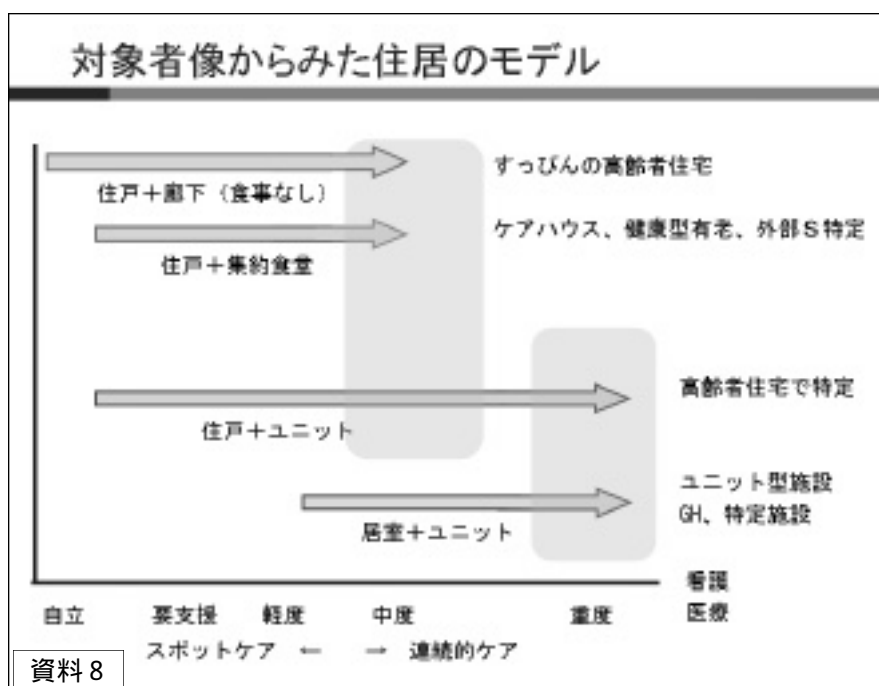 対象者像からみた住居のモデル
すっぴんの高齢者住宅
住戸＋廊下（食事なし）
ケアハウス、健康型有老、外部Ｓ特定
住戸＋集約食堂
高齢者住宅で特定
住戸＋ユニット
ユニット型施設
GH、特定施設
居室＋ユニット
看護
医療
自立 要支援 軽度 中度 重度
スポットケア ← → 連続的ケア
資料８